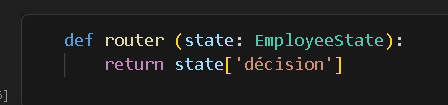 def router (state: EmployeeState):
return state['décision']
]